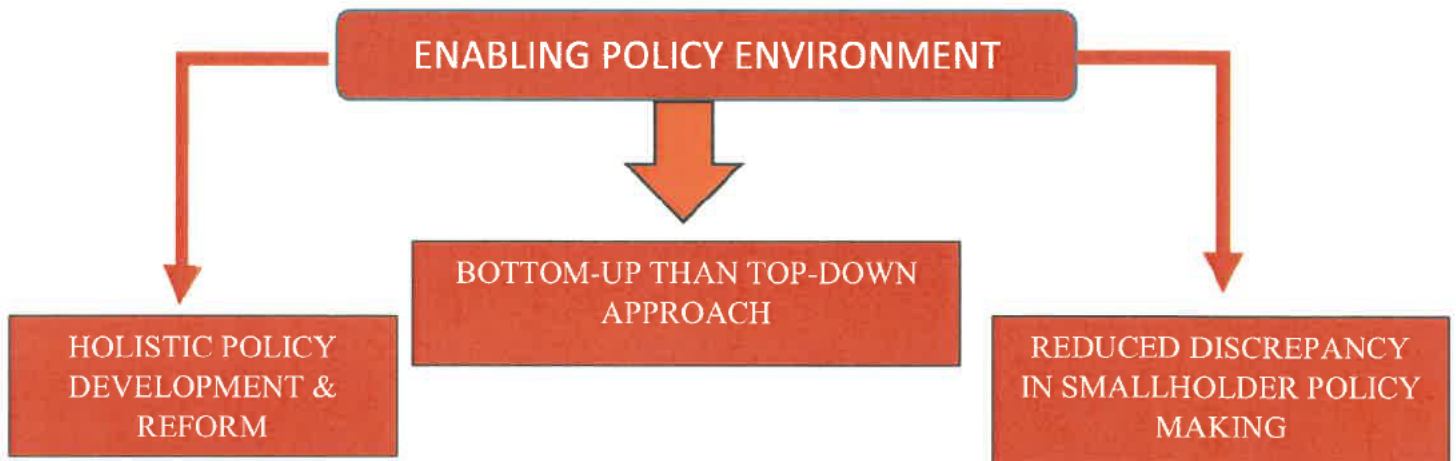 ENABLING POLICY ENVIRONMENT
BOTTOM-UP THAN TOP-DOWN
APPROACH
HOLISTIC POLICY
DEVELOPMENT &
REFORM
REDUCED DISCREPANCY
IN SMALLHOLDER POLICY
MAKING